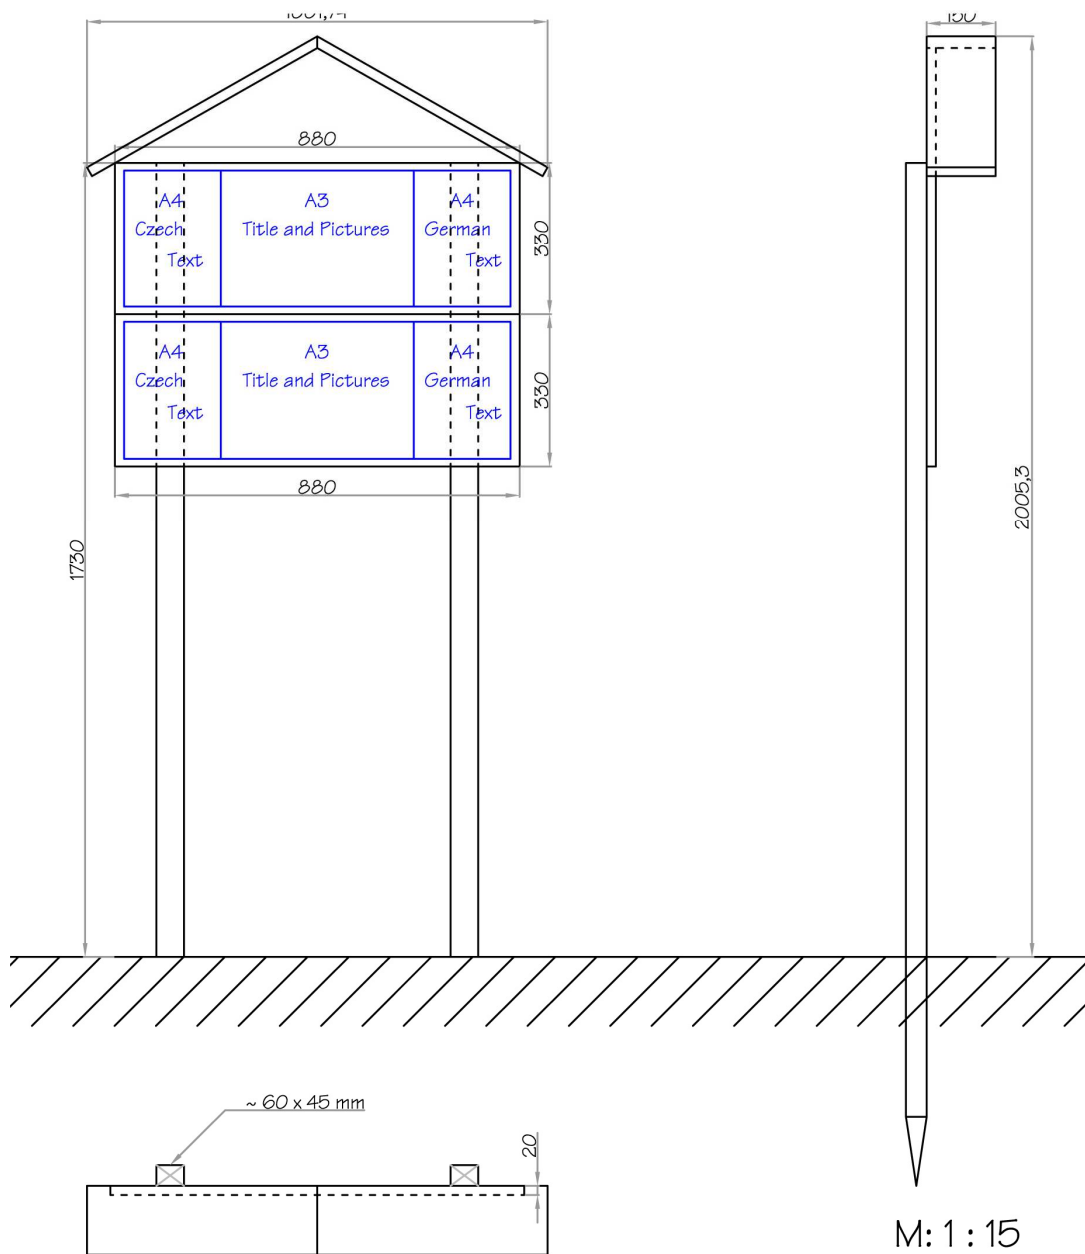 150
880
A4
Czech
Text
A3
Title and Pictures
A4
German
Text
330
A4
Czech
Text
A3
Title and Pictures
A4
German
Text
330
880
1730
2005,3
~ 60 x 45 mm
20
M: 1 : 15